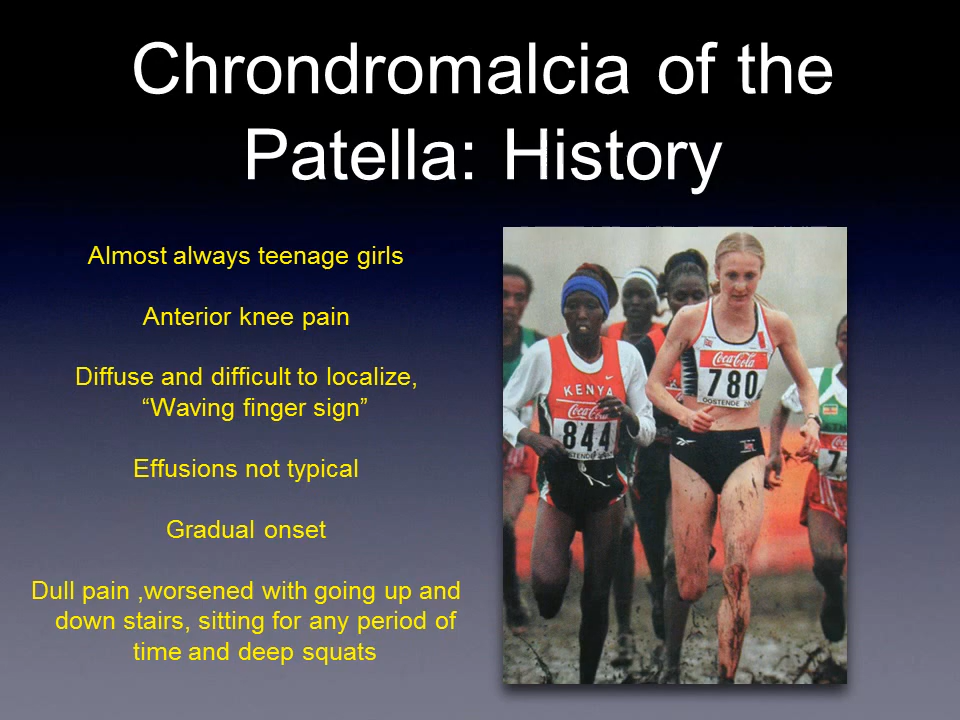 Chrondromalcia of the
Patella: History
Almost always teenage girls
Anterior knee pain
Diffuse and difficult to localize,
“Waving finger sign”
Effusions not typical
Gradual onset
Dull pain ,worsened with going up and
down stairs, sitting for any period of
time and deep squats
Coca-Cola
780
OOSTENDE
KENYA
Coca-Cola
844
7